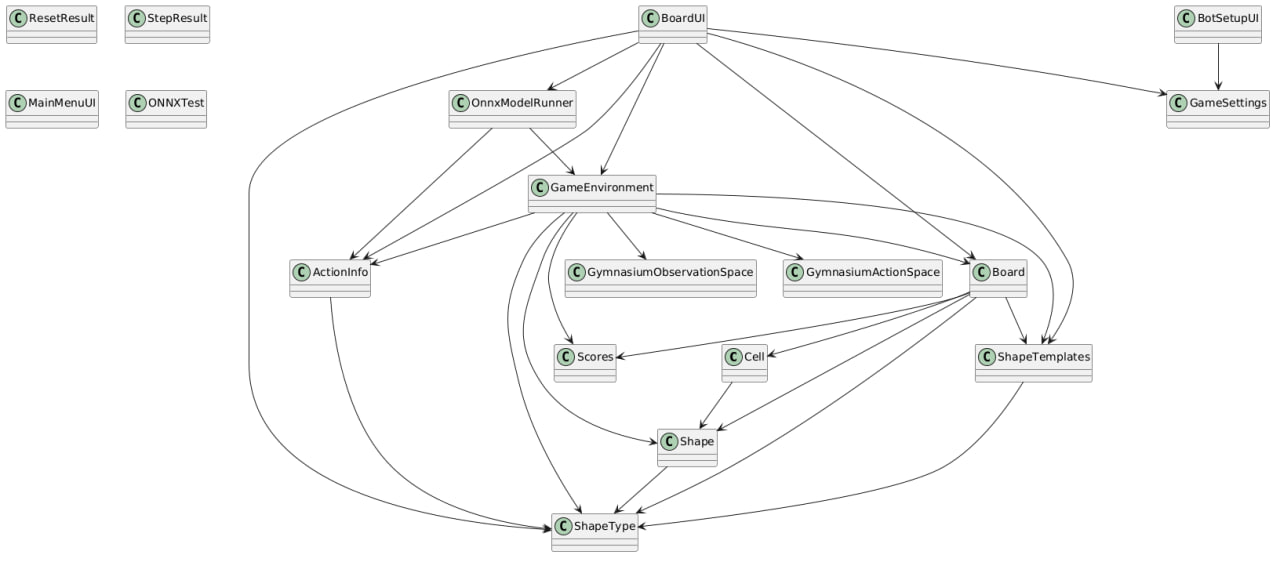 C ResetResult
C StepResult
C BoardUI
C BotSetupUI
C MainMenuUI
C ONNXTest
C OnnxModelRunner
C GameSettings
C GameEnvironment
C ActionInfo
C GymnasiumObservationSpace
C GymnasiumActionSpace
C Board
C Scores
C Cell
C ShapeTemplates
C Shape
C ShapeType